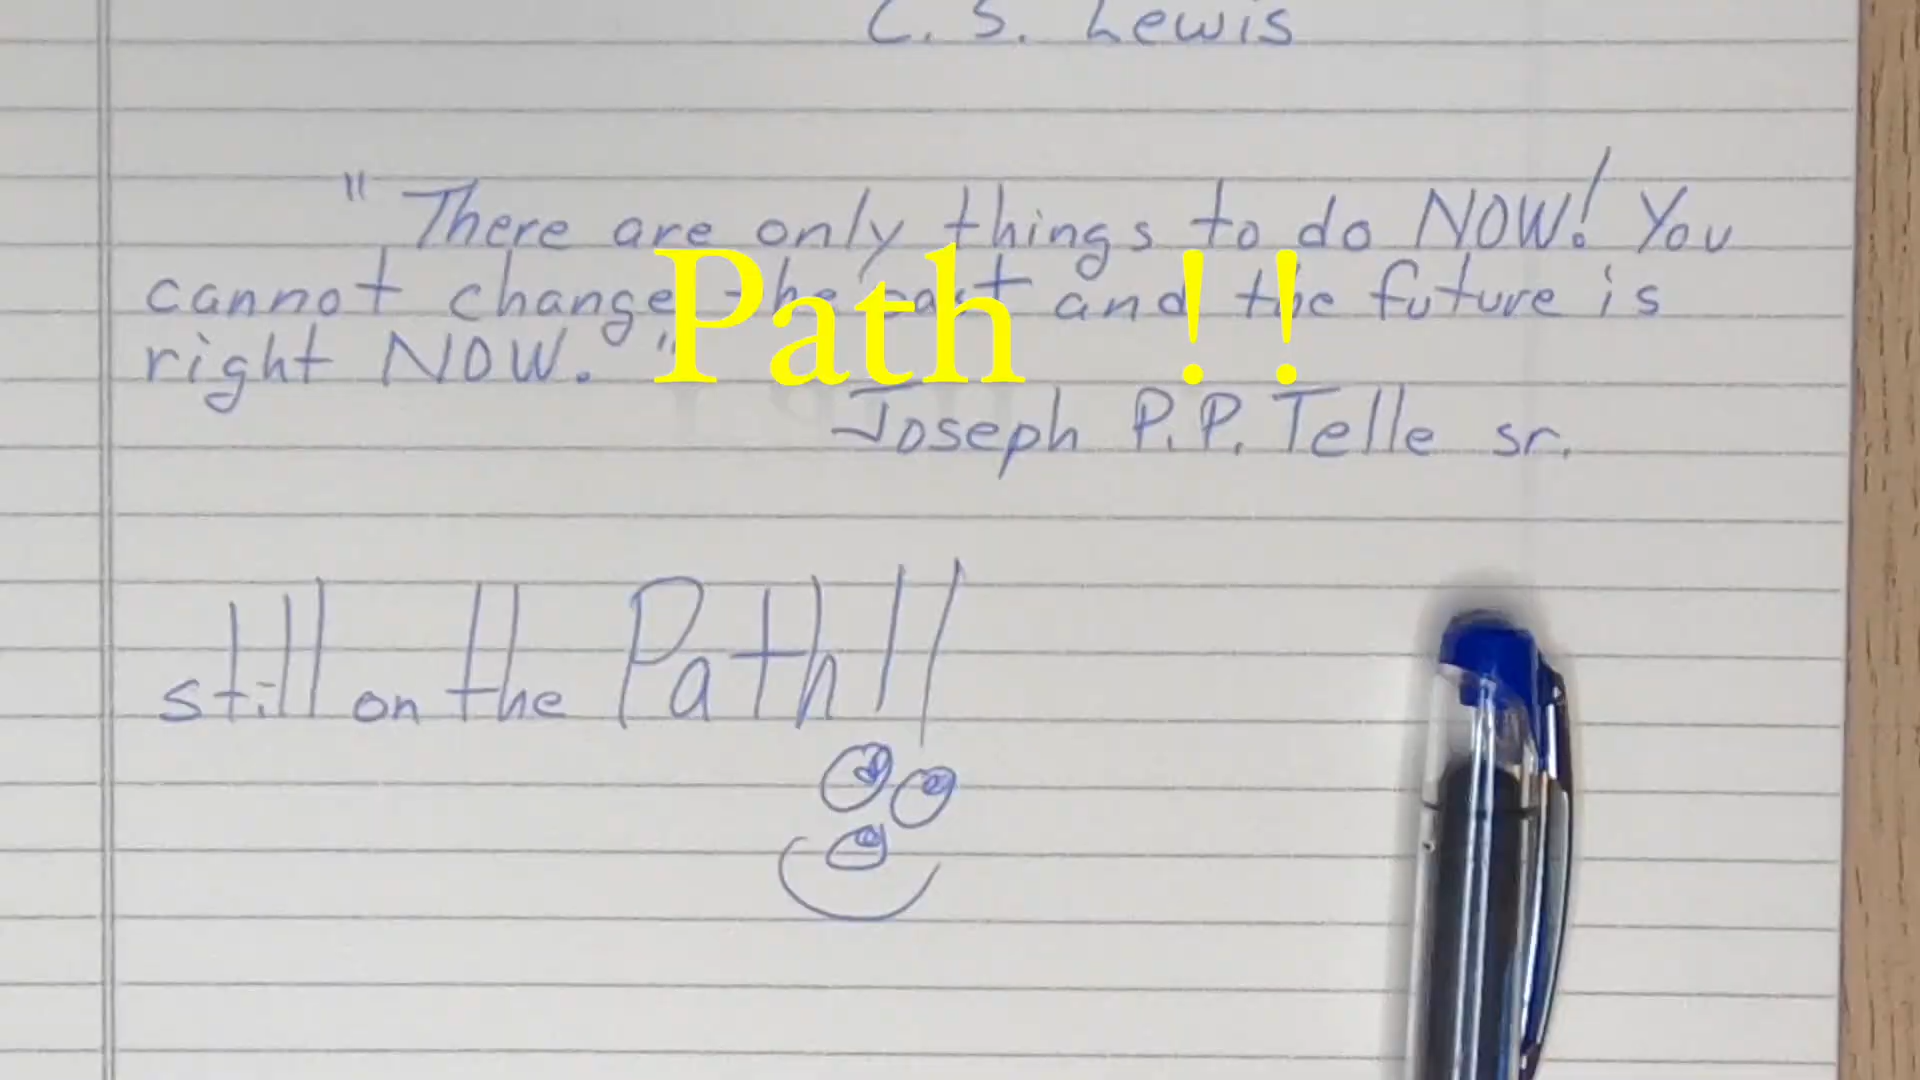 C. S. Lewis
" There are only things to do NOW! You
cannot change the past and the future is
right NOW. "
Path !!
Joseph P.P. Telle sr.
still on the Path!!